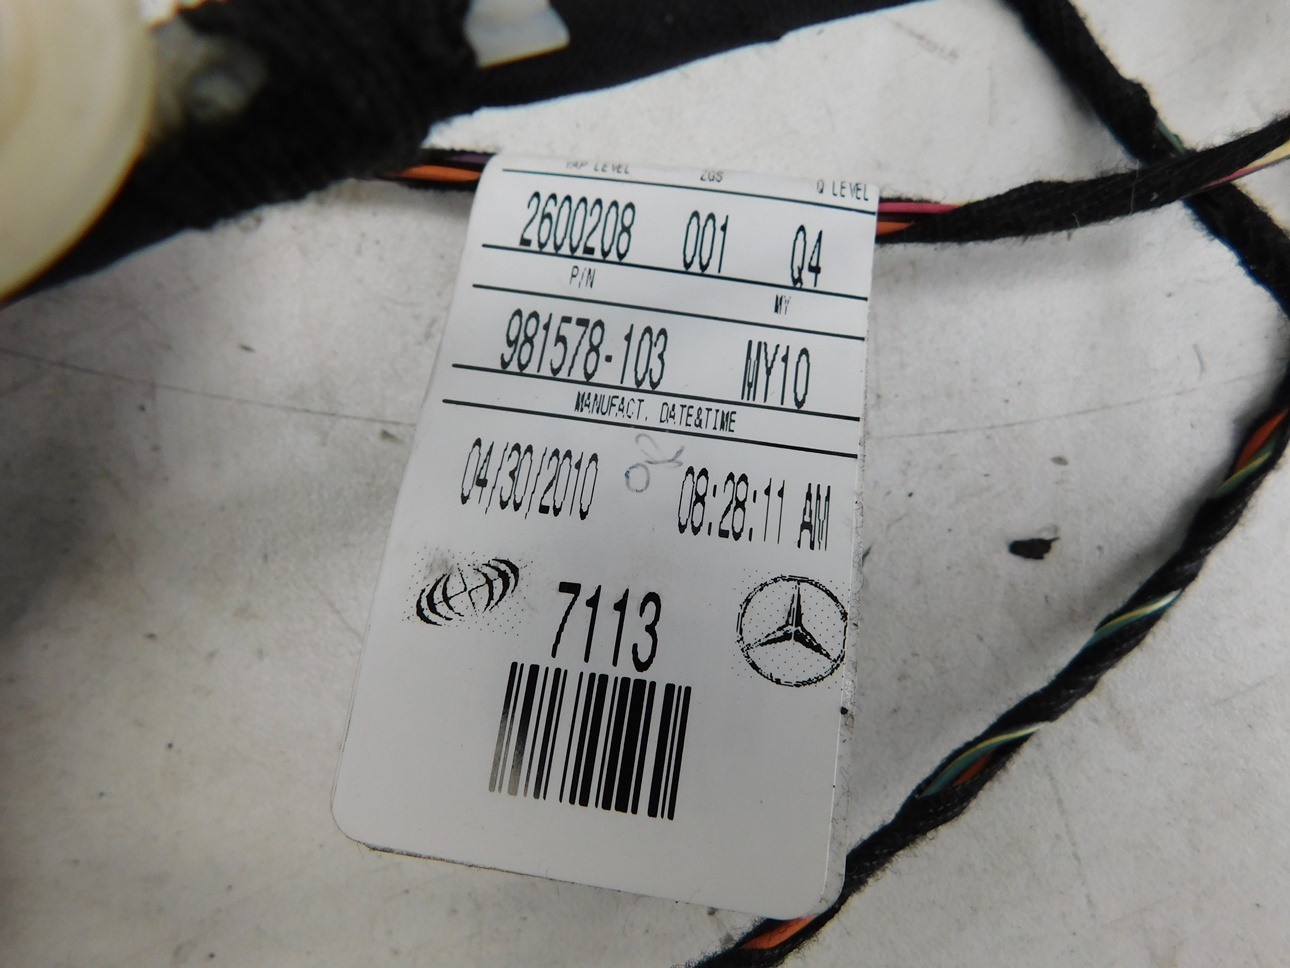 LEVEL ZGS Q LEVEL
2600208 001 Q4
P/N MY
981578-103 MY10
MANUFACT. DATE&TIME
04/30/2010 08:28:11 AM
7113